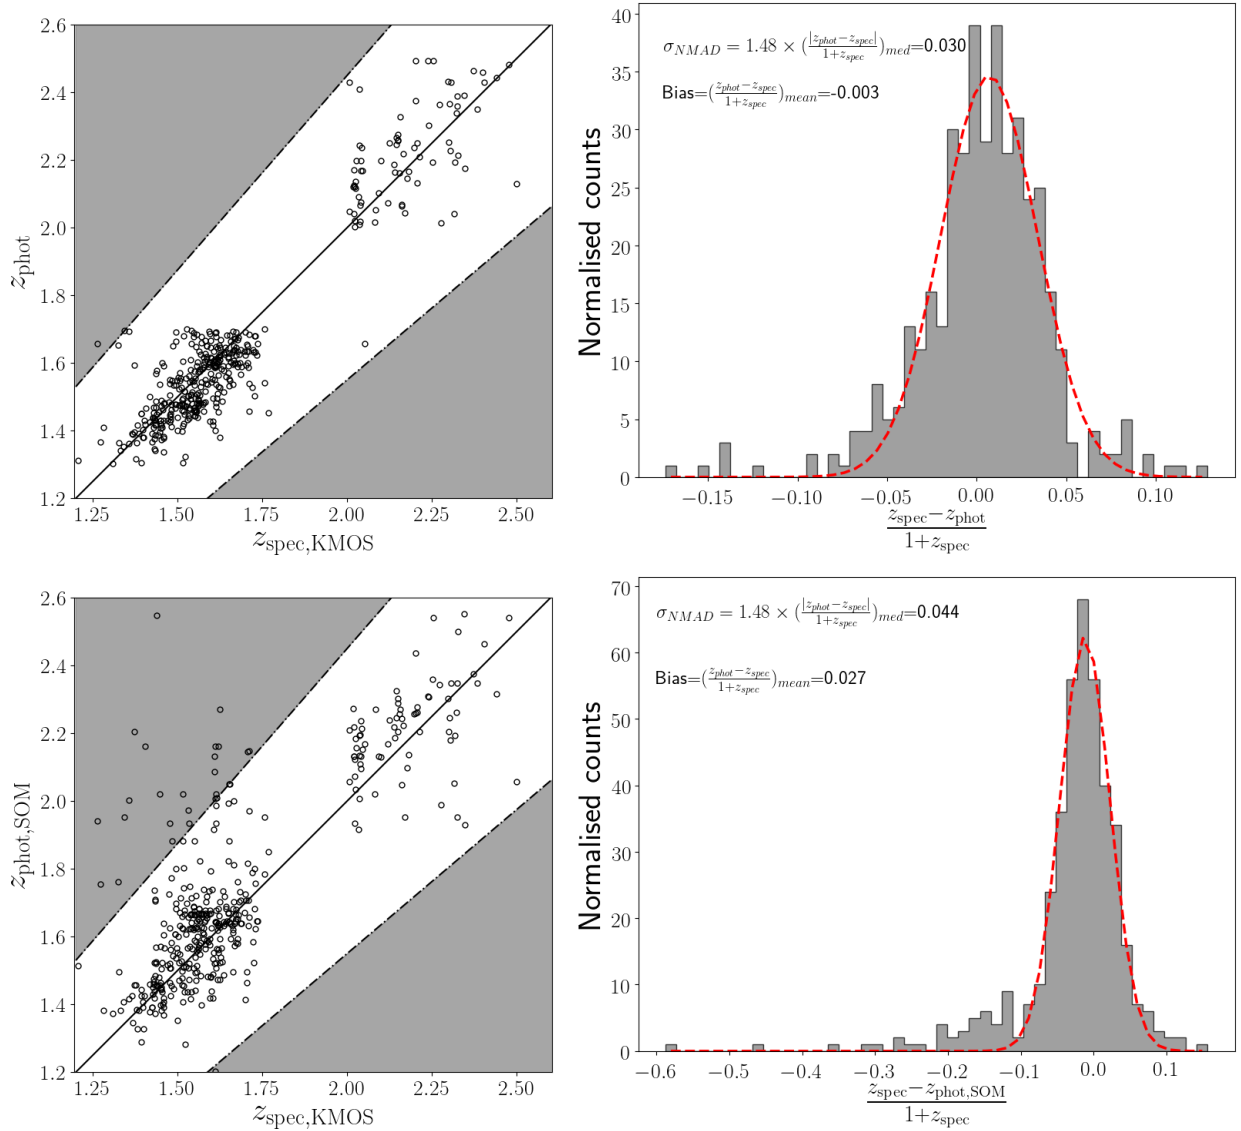 2.6
2.4
2.2
2.0
1.8
1.6
1.4
1.2
z_phot
1.25 1.50 1.75 2.00 2.25 2.50
z_spec,KMOS
40
35
30
25
20
15
10
5
0
Normalised counts
σ_NMAD = 1.48 × (|z_phot−z_spec|/1+z_spec)_med=0.030
Bias=(z_phot−z_spec/1+z_spec)_mean=-0.003
−0.15 −0.10 −0.05 0.00 0.05 0.10
z_spec−z_phot
1+z_spec
2.6
2.4
2.2
2.0
1.8
1.6
1.4
1.2
z_phot,SOM
1.25 1.50 1.75 2.00 2.25 2.50
z_spec,KMOS
70
60
50
40
30
20
10
0
Normalised counts
σ_NMAD = 1.48 × (|z_phot−z_spec|/1+z_spec)_med=0.044
Bias=(z_phot−z_spec/1+z_spec)_mean=0.027
−0.6 −0.5 −0.4 −0.3 −0.2 −0.1 0.0 0.1
z_spec−z_phot,SOM
1+z_spec